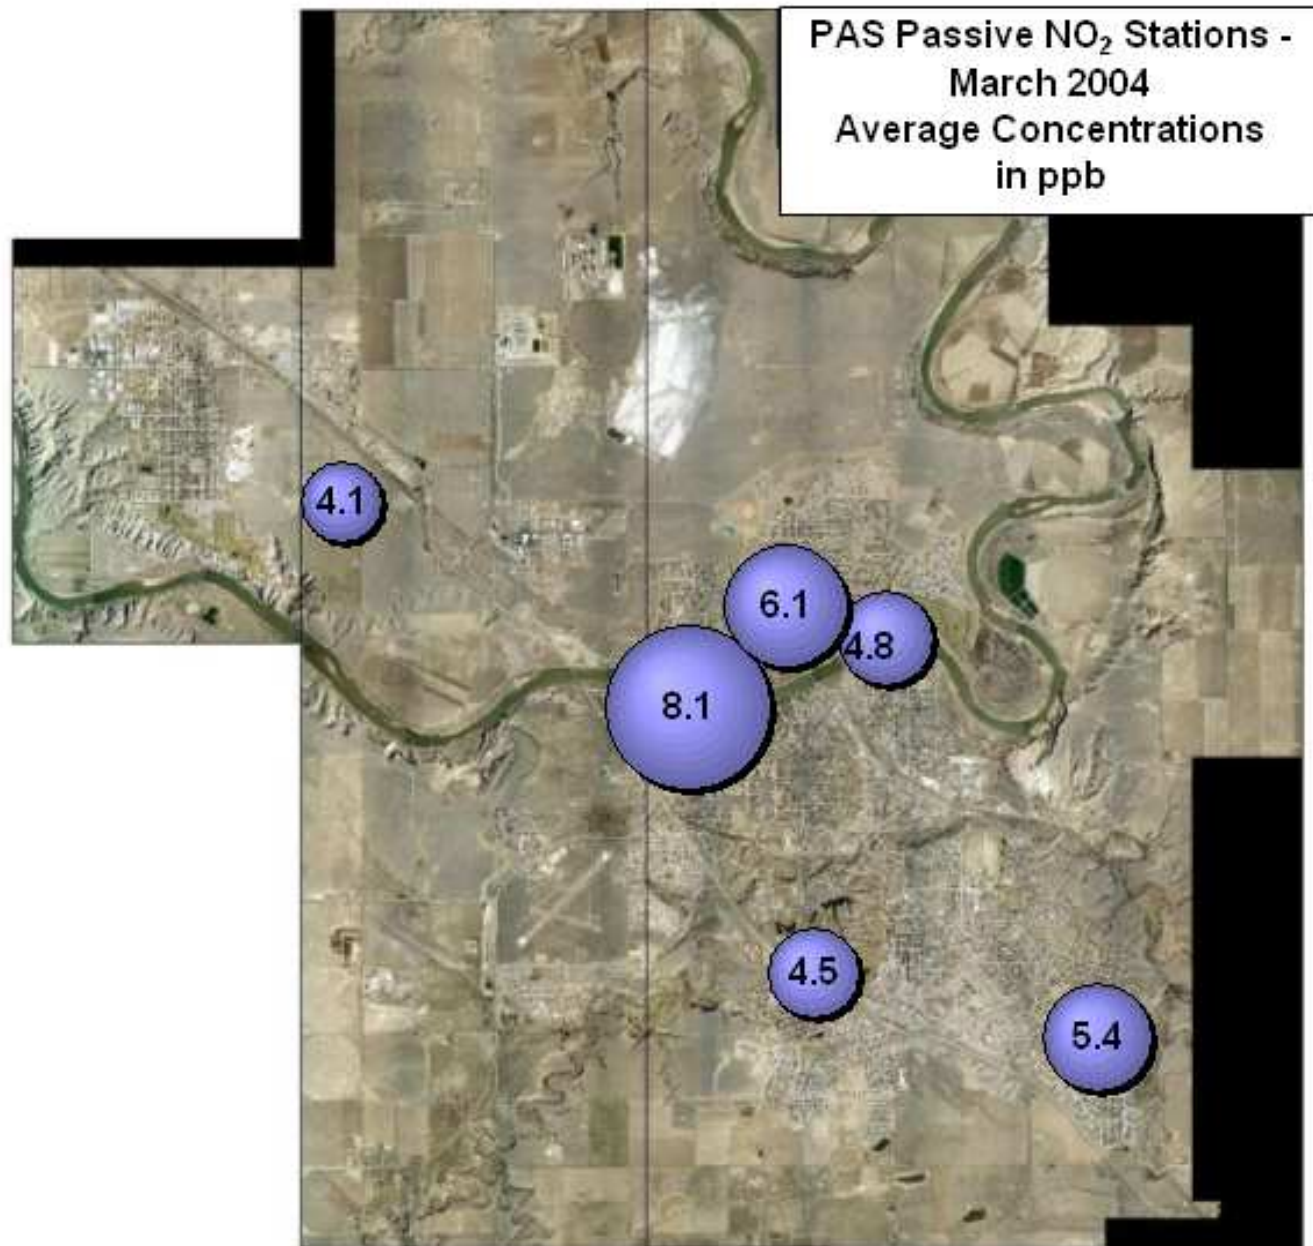 PAS Passive NO₂ Stations -
March 2004
Average Concentrations
in ppb
4.1
6.1
4.8
8.1
4.5
5.4